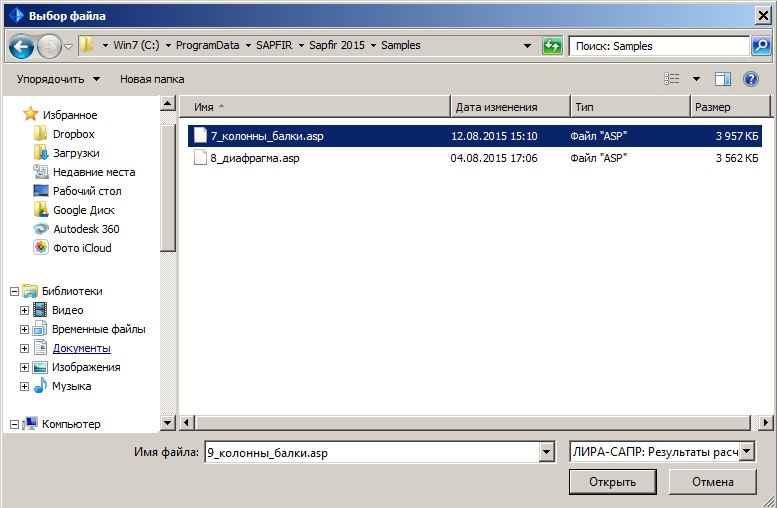 Выбор файла
Win7 (C:) ProgramData SAPFIR Sapfir 2015 Samples Поиск: Samples
Упорядочить Новая папка
Имя Дата изменения Тип Размер
7_колонны_балки.asp 12.08.2015 15:10 Файл "ASP" 3 957 КБ
8_диафрагма.asp 04.08.2015 17:06 Файл "ASP" 3 562 КБ
Избранное
Dropbox
Загрузки
Недавние места
Рабочий стол
Google Диск
Autodesk 360
Фото iCloud
Библиотеки
Видео
Временные файлы
Документы
Изображения
Музыка
Компьютер
Имя файла: 9_колонны_балки.asp ЛИРА-САПР: Результаты расч
Открыть Отмена